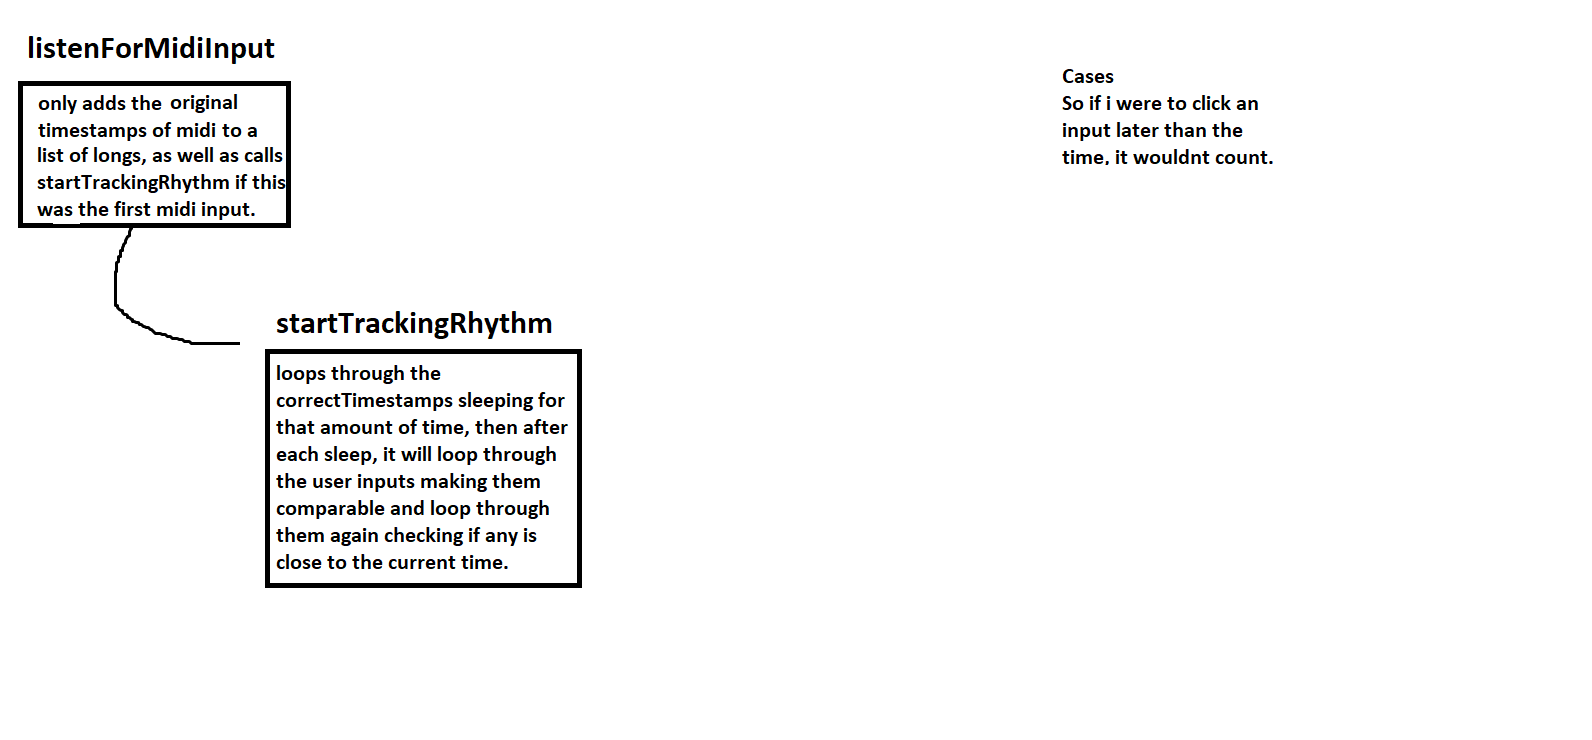 listenForMidiInput
only adds the original
timestamps of midi to a
list of longs, as well as calls
startTrackingRhythm if this
was the first midi input.
startTrackingRhythm
loops through the
correctTimestamps sleeping for
that amount of time, then after
each sleep, it will loop through
the user inputs making them
comparable and loop through
them again checking if any is
close to the current time.
Cases
So if i were to click an
input later than the
time, it wouldnt count.